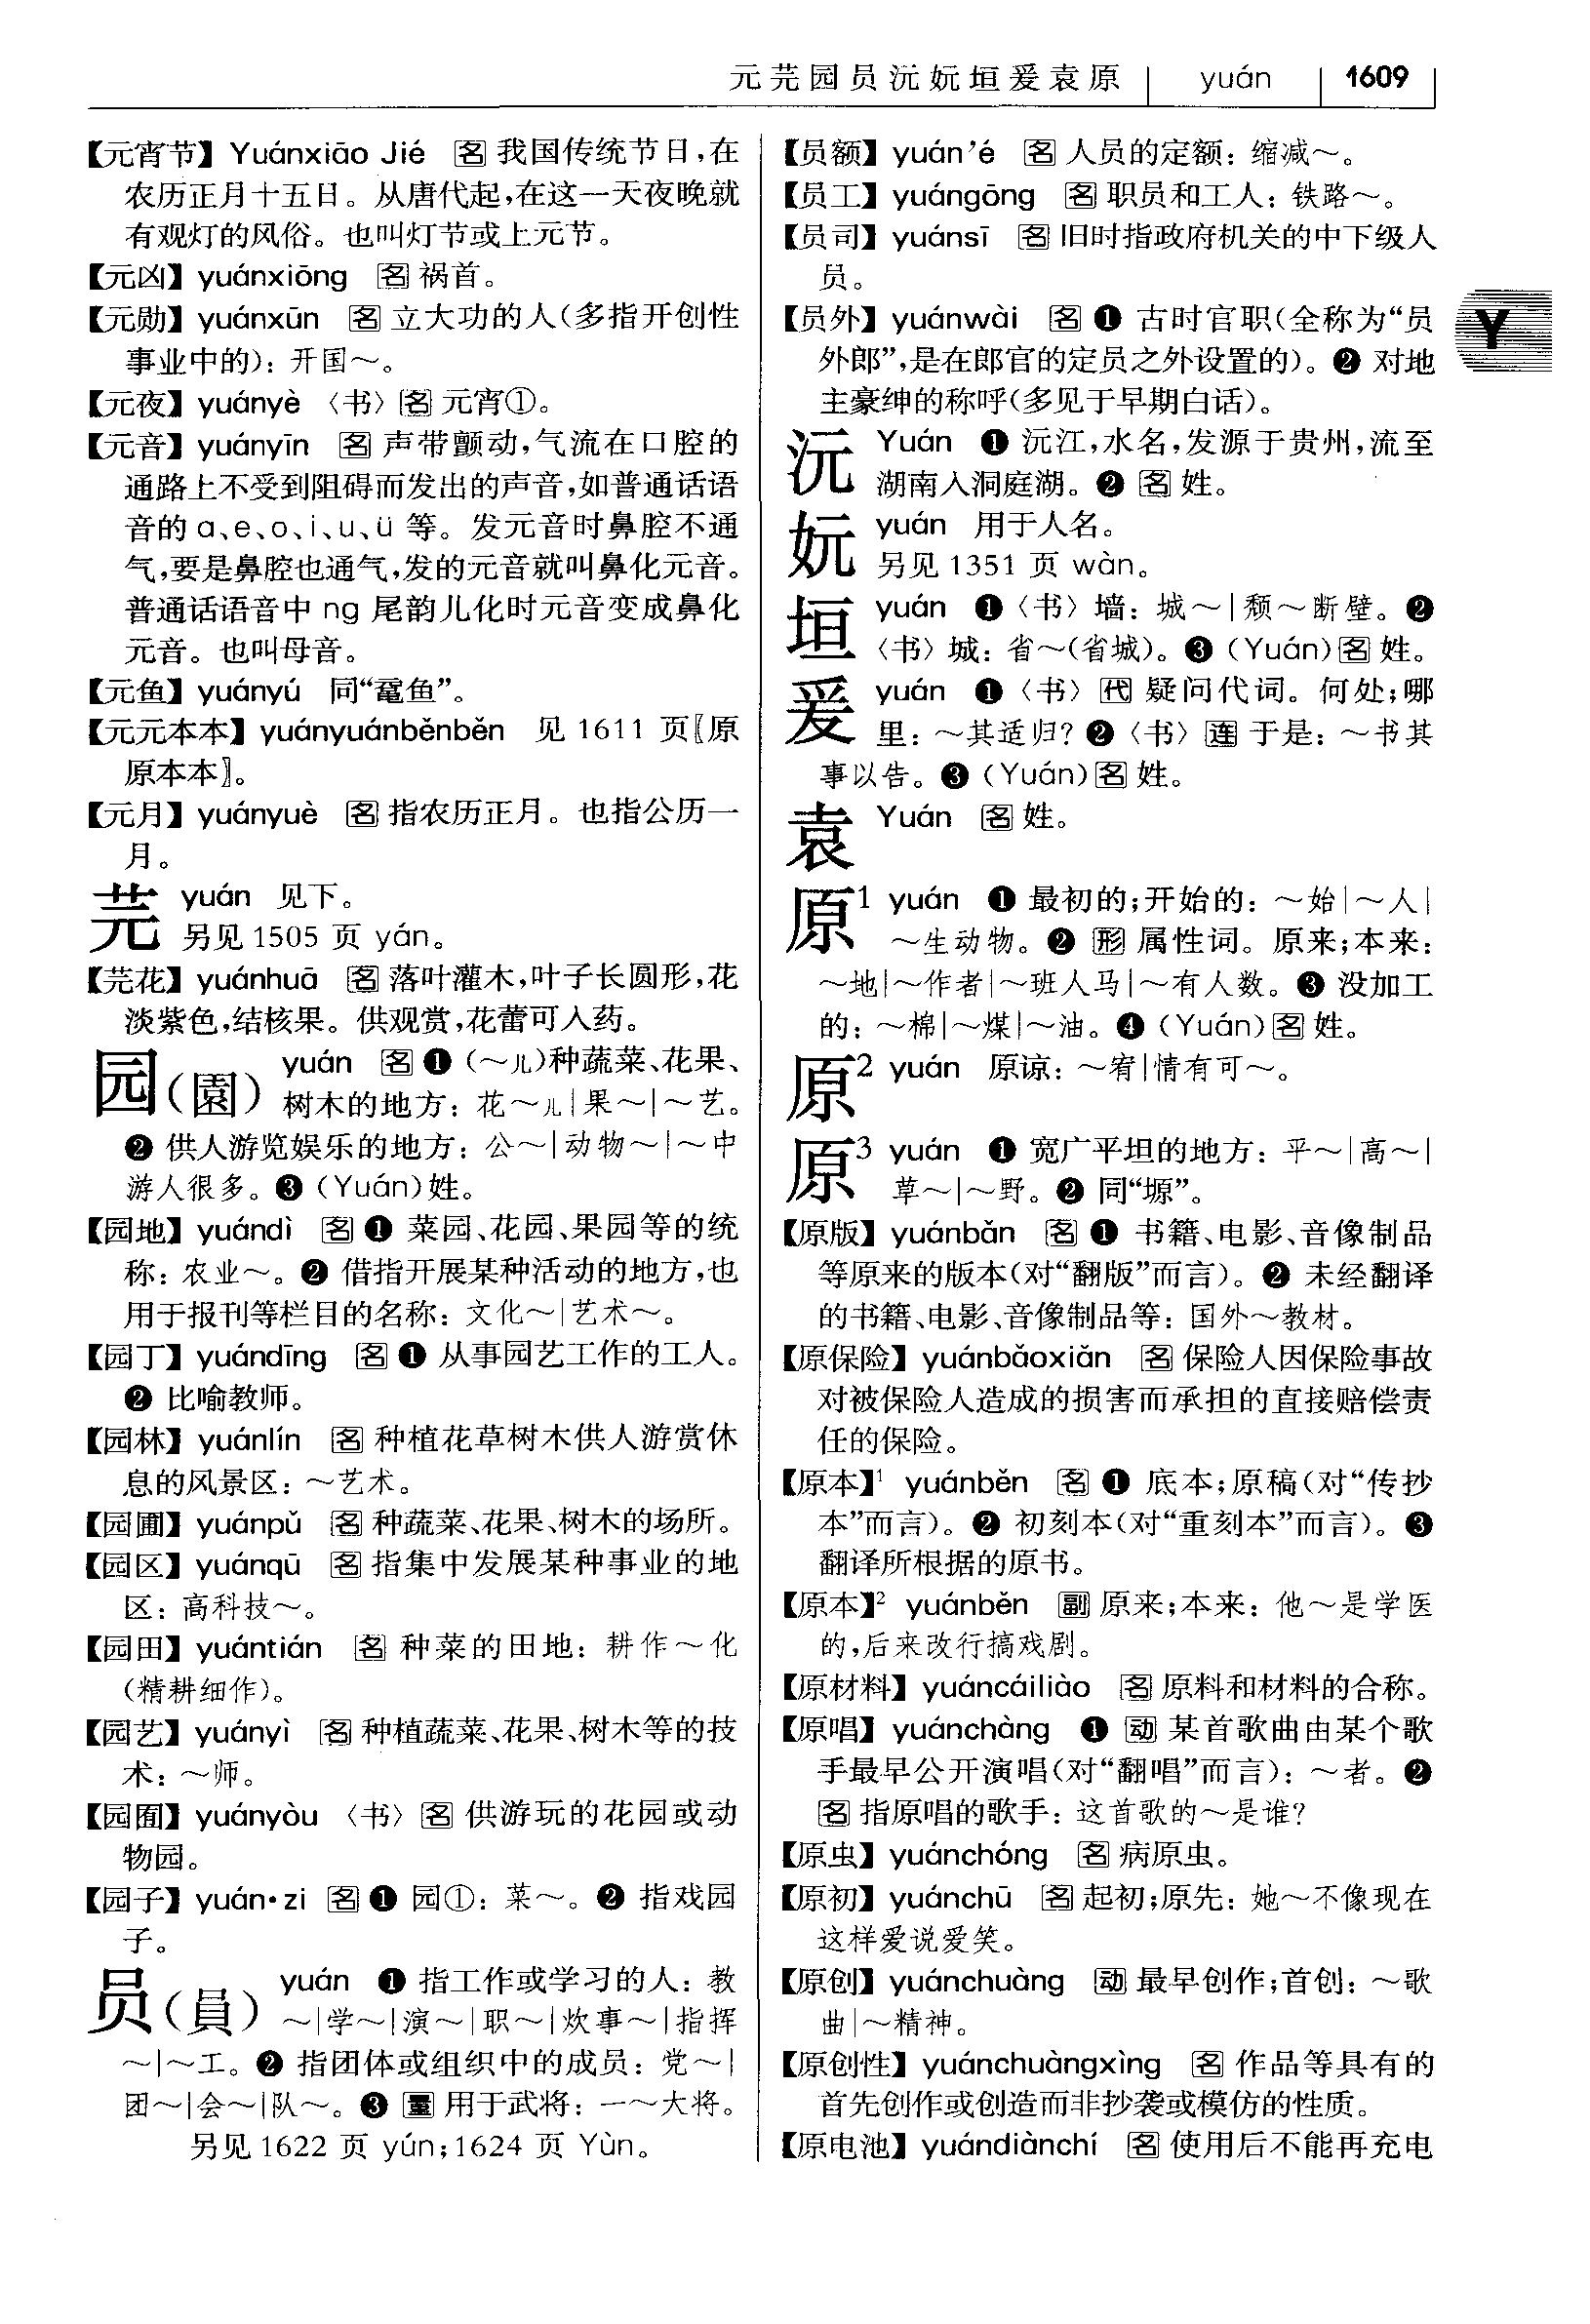 元芫园员沅妧垣爰袁原 yuán 1609
【元宵节】Yuánxiāo Jié 名 我国传统节日,在
农历正月十五日。从唐代起,在这一天夜晚就
有观灯的风俗。也叫灯节或上元节。
【元凶】yuánxiōng 名 祸首。
【元勋】yuánxūn 名 立大功的人(多指开创性
事业中的):开国~。
【元夜】yuányè 〈书〉名 元宵①。
【元音】yuányīn 名 声带颤动,气流在口腔的
通路上不受到阻碍而发出的声音,如普通话语
音的 a、e、o、i、u、ü 等。发元音时鼻腔不通
气,要是鼻腔也通气,发的元音就叫鼻化元音。
普通话语音中 ng 尾韵儿化时元音变成鼻化
元音。也叫母音。
【元鱼】yuányú 同“鼋鱼”。
【元元本本】yuányuánběnběn 见 1611 页〖原
原本本〗。
【元月】yuányuè 名 指农历正月。也指公历一
月。
芫 yuán 见下。
另见 1505 页 yán。
【芫花】yuánhuā 名 落叶灌木,叶子长圆形,花
淡紫色,结核果。供观赏,花蕾可入药。
园(園) yuán 名 ❶ (~儿)种蔬菜、花果、
树木的地方:花~儿|果~|~艺。
❷ 供人游览娱乐的地方:公~|动物~|~中
游人很多。❸ (Yuán)姓。
【园地】yuándì 名 ❶ 菜园、花园、果园等的统
称:农业~。❷ 借指开展某种活动的地方,也
用于报刊等栏目的名称:文化~|艺术~。
【园丁】yuándīng 名 ❶ 从事园艺工作的工人。
❷ 比喻教师。
【园林】yuánlín 名 种植花草树木供人游赏休
息的风景区:~艺术。
【园圃】yuánpǔ 名 种蔬菜、花果、树木的场所。
【园区】yuánqū 名 指集中发展某种事业的地
区:高科技~。
【园田】yuántián 名 种菜的田地:耕作~化
(精耕细作)。
【园艺】yuányì 名 种植蔬菜、花果、树木等的技
术:~师。
【园囿】yuányòu 〈书〉名 供游玩的花园或动
物园。
【园子】yuán·zi 名 ❶ 园①:菜~。❷ 指戏园
子。
员(員) yuán ❶ 指工作或学习的人:教
~|学~|演~|职~|炊事~|指挥
~|~工。❷ 指团体或组织中的成员:党~|
团~|会~|队~。❸ 量 用于武将:一~大将。
另见 1622 页 yún;1624 页 Yùn。
【员额】yuán’é 名 人员的定额:缩减~。
【员工】yuángōng 名 职员和工人:铁路~。
【员司】yuánsī 名 旧时指政府机关的中下级人
员。
【员外】yuánwài 名 ❶ 古时官职(全称为“员
外郎”,是在郎官的定员之外设置的)。❷ 对地
主豪绅的称呼(多见于早期白话)。
沅 Yuán ❶ 沅江,水名,发源于贵州,流至
湖南入洞庭湖。❷ 名 姓。
妧 yuán 用于人名。
另见 1351 页 wàn。
垣 yuán ❶〈书〉墙:城~|颓~断壁。❷
〈书〉城:省~(省城)。❸ (Yuán)名 姓。
爰 yuán ❶〈书〉代 疑问代词。何处;哪
里:~其适归?❷〈书〉连 于是:~书其
事以告。❸ (Yuán)名 姓。
袁 Yuán 名 姓。
原¹ yuán ❶ 最初的;开始的:~始|~人|
~生动物。❷ 形 属性词。原来;本来:
~地|~作者|~班人马|~有人数。❸ 没加工
的:~棉|~煤|~油。❹ (Yuán)名 姓。
原² yuán 原谅:~宥|情有可~。
原³ yuán ❶ 宽广平坦的地方:平~|高~|
草~|~野。❷ 同“塬”。
【原版】yuánbǎn 名 ❶ 书籍、电影、音像制品
等原来的版本(对“翻版”而言)。❷ 未经翻译
的书籍、电影、音像制品等:国外~教材。
【原保险】yuánbǎoxiǎn 名 保险人因保险事故
对被保险人造成的损害而承担的直接赔偿责
任的保险。
【原本】¹ yuánběn 名 ❶ 底本;原稿(对“传抄
本”而言)。❷ 初刻本(对“重刻本”而言)。❸
翻译所根据的原书。
【原本】² yuánběn 副 原来;本来:他~是学医
的,后来改行搞戏剧。
【原材料】yuáncáiliào 名 原料和材料的合称。
【原唱】yuánchàng ❶ 动 某首歌曲由某个歌
手最早公开演唱(对“翻唱”而言):~者。❷
名 指原唱的歌手:这首歌的~是谁?
【原虫】yuánchóng 名 病原虫。
【原初】yuánchū 名 起初;原先:她~不像现在
这样爱说爱笑。
【原创】yuánchuàng 动 最早创作;首创:~歌
曲|~精神。
【原创性】yuánchuàngxìng 名 作品等具有的
首先创作或创造而非抄袭或模仿的性质。
【原电池】yuándiànchí 名 使用后不能再充电
Y